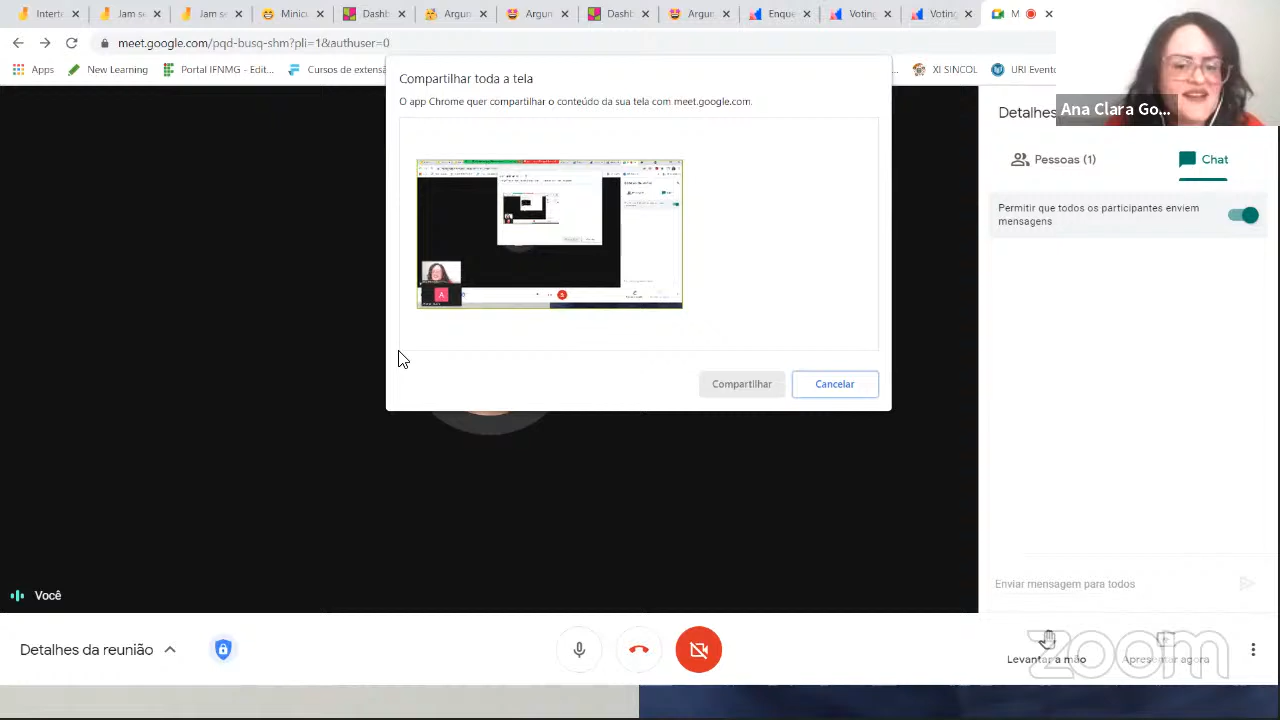 Intera
Jam se
Jam se
Minicu
Dashb
Argun
Argun
Dashb
Argun
Enque
Voting
Voting
M
meet.google.com/pqd-busq-shm?pli=1&authuser=0
Apps
New Learning
Portal IFNMG - Edit...
Cursos de extensã
XI SINCOL
URI Evento
Ana Clara Go...
Compartilhar toda a tela
O app Chrome quer compartilhar o conteúdo da sua tela com meet.google.com.
Compartilhar
Cancelar
Detalhes
Pessoas (1)
Chat
Permitir que todos os participantes enviem
mensagens
Enviar mensagem para todos
Você
Detalhes da reunião
Levantar a mão
Apresentar agora
zoom